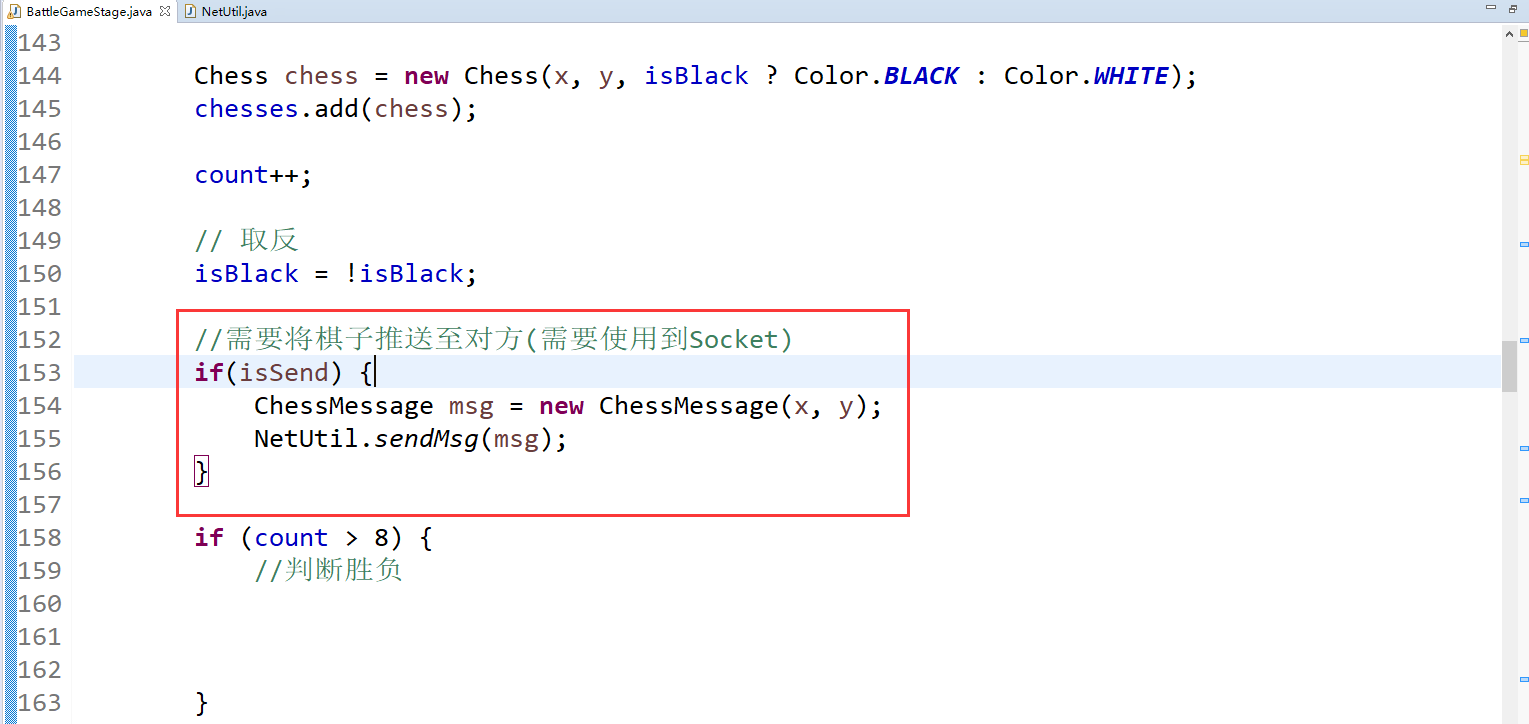 BattleGameStage.java NetUtil.java
143
144 Chess chess = new Chess(x, y, isBlack ? Color.BLACK : Color.WHITE);
145 chesses.add(chess);
146
147 count++;
148
149 // 取反
150 isBlack = !isBlack;
151
152 //需要将棋子推送至对方(需要使用到Socket)
153 if(isSend) {
154 ChessMessage msg = new ChessMessage(x, y);
155 NetUtil.sendMsg(msg);
156 }
157
158 if (count > 8) {
159 //判断胜负
160
161
162
163 }